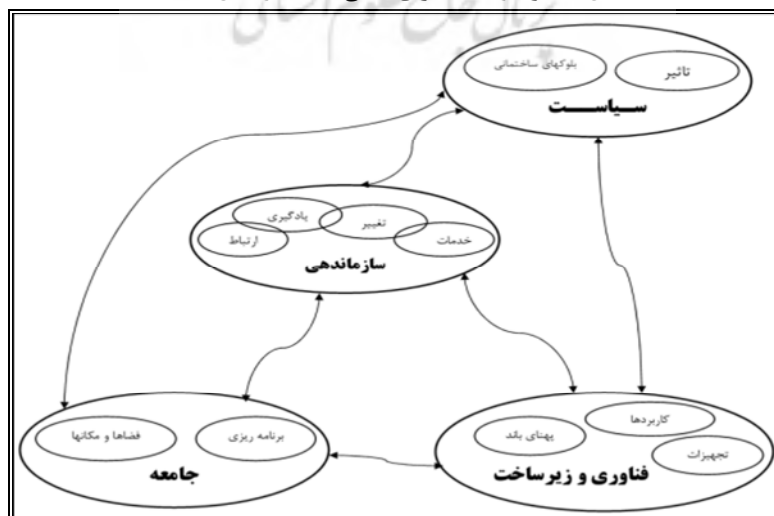 بلوکهای ساختمانی
تاثیر
سیاست
یادگیری
تغییر
ارتباط
خدمات
سازماندهی
فضاها و مکانها
برنامه ریزی
جامعه
کاربردها
پهنای باند
تجهیزات
فناوری و زیرساخت